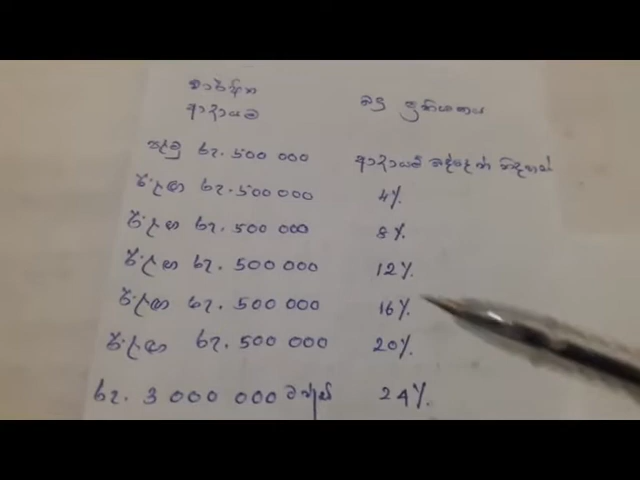 වාර්ෂික ආදායම බදු ප්‍රතිශතය
පළමු රු. 500 000 ආදායම් බද්දෙන් නිදහස්
ඊළඟ රු. 500 000 4%
ඊළඟ රු. 500 000 8%
ඊළඟ රු. 500 000 12%
ඊළඟ රු. 500 000 16%
ඊළඟ රු. 500 000 20%
රු. 3 000 000 වැඩි 24%